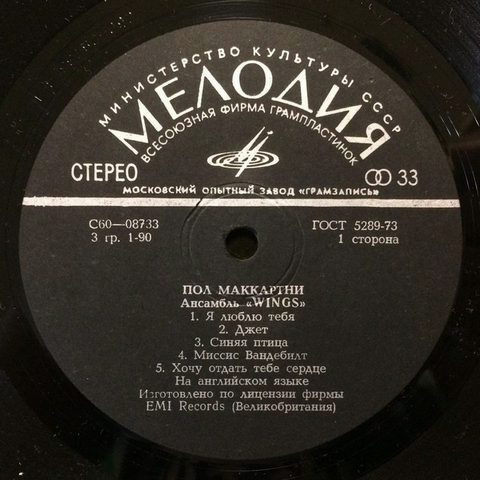 МИНИСТЕРСТВО КУЛЬТУРЫ СССР
МЕЛОДИЯ
ВСЕСОЮЗНАЯ ФИРМА ГРАМПЛАСТИНОК
СТЕРЕО
33
МОСКОВСКИЙ ОПЫТНЫЙ ЗАВОД «ГРАМЗАПИСЬ»
С60—08733
ГОСТ 5289-73
3 гр. 1-90
1 сторона
ПОЛ МАККАРТНИ
Ансамбль «WINGS»
1. Я люблю тебя
2. Джет
3. Синяя птица
4. Миссис Вандебилт
5. Хочу отдать тебе сердце
На английском языке
Изготовлено по лицензии фирмы
EMI Records (Великобритания)